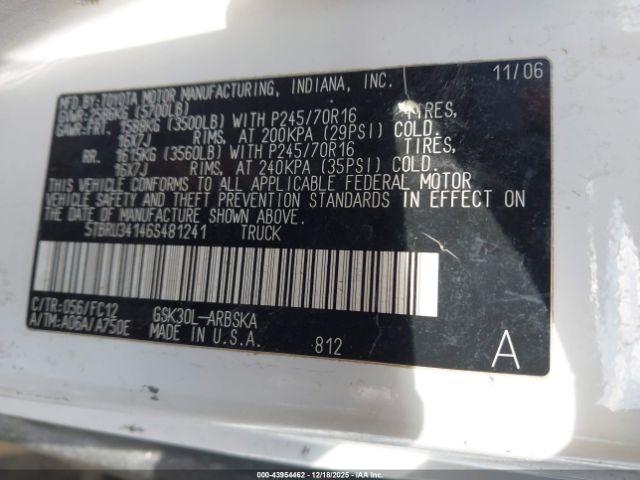 MFD.BY:TOYOTA MOTOR MANUFACTURING, INDIANA, INC. 11/06
GVWR:2586KG (5700LB)
GAWR:FRT. 1588KG (3500LB) WITH P245/70R16 TIRES,
16X7J RIMS, AT 200KPA (29PSI) COLD.
RR. 1615KG (3560LB) WITH P245/70R16 TIRES,
16X7J RIMS, AT 240KPA (35PSI) COLD.
THIS VEHICLE CONFORMS TO ALL APPLICABLE FEDERAL MOTOR
VEHICLE SAFETY AND THEFT PREVENTION STANDARDS IN EFFECT ON
THE DATE OF MANUFACTURE SHOWN ABOVE.
5TBRU34146S481241 TRUCK
C/TR:056/FC12 GSK30L-ARBSKA
A/TM:A06A/A750E MADE IN U.S.A. 812 A
000-43954462 - 12/18/2025 - IAAI.COM